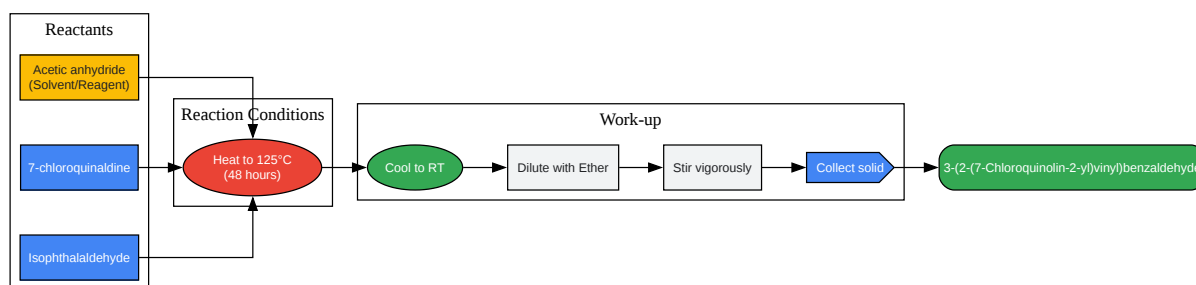 Reactants
Acetic anhydride
(Solvent/Reagent)
7-chloroquinaldine
Isophthalaldehyde
Reaction Conditions
Heat to 125°C
(48 hours)
Work-up
Cool to RT
Dilute with Ether
Stir vigorously
Collect solid
3-(2-(7-Chloroquinolin-2-yl)vinyl)benzaldehyde